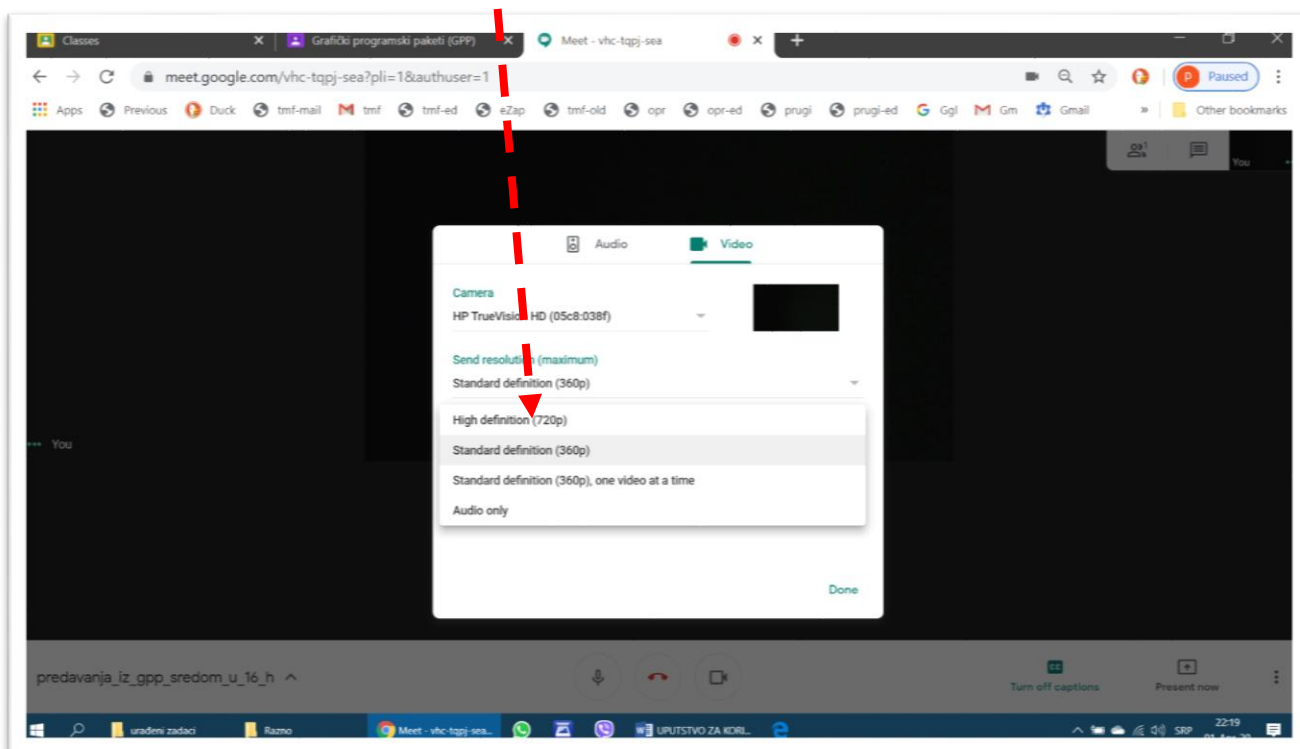 Classes
Grafički programski paketi (GPP)
Meet - vhc-tqpj-sea
meet.google.com/vhc-tqpj-sea?pli=1&authuser=1
P Paused
Apps Previous Duck tmf-mail tmf tmf-ed eZap tmf-old opr opr-ed prugi prugi-ed Ggl Gm Gmail » Other bookmarks
1
You
Audio Video
Camera
HP TrueVision HD (05c8:038f)
Send resolution (maximum)
Standard definition (360p)
High definition (720p)
Standard definition (360p)
Standard definition (360p), one video at a time
Audio only
You
Done
predavanja_iz_gpp_sredom_u_16_h
CC
Turn off captions Present now
urađeni zadaci Razno Meet - vhc-tqpj-sea... UPUTSTVO ZA KORI... SRP 22:19